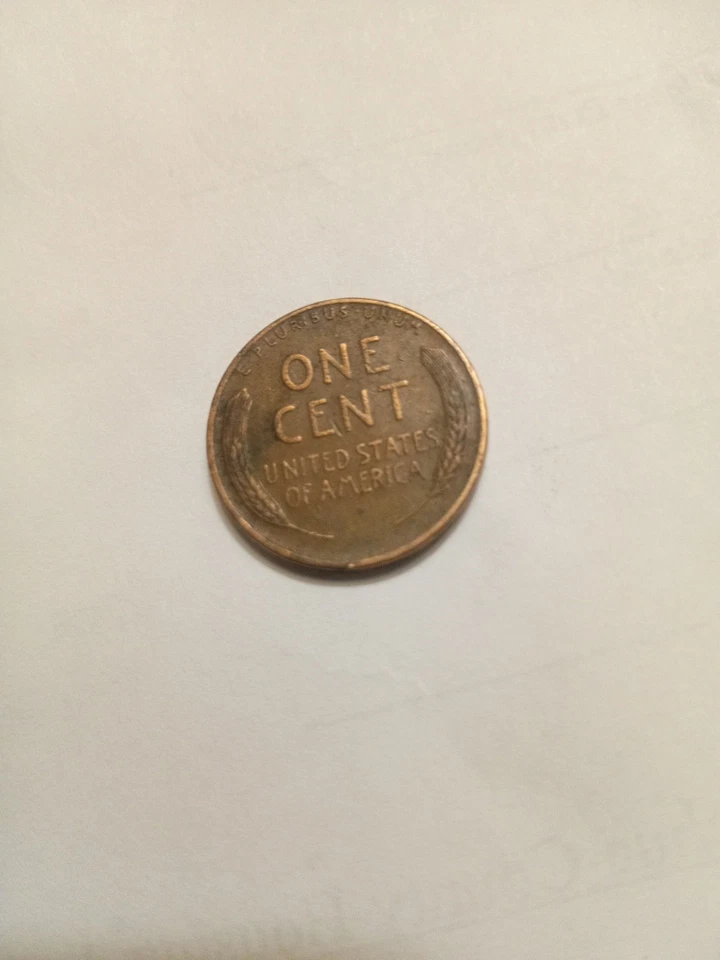 E·PLURIBUS·UNUM
ONE
CENT
UNITED STATES
OF AMERICA